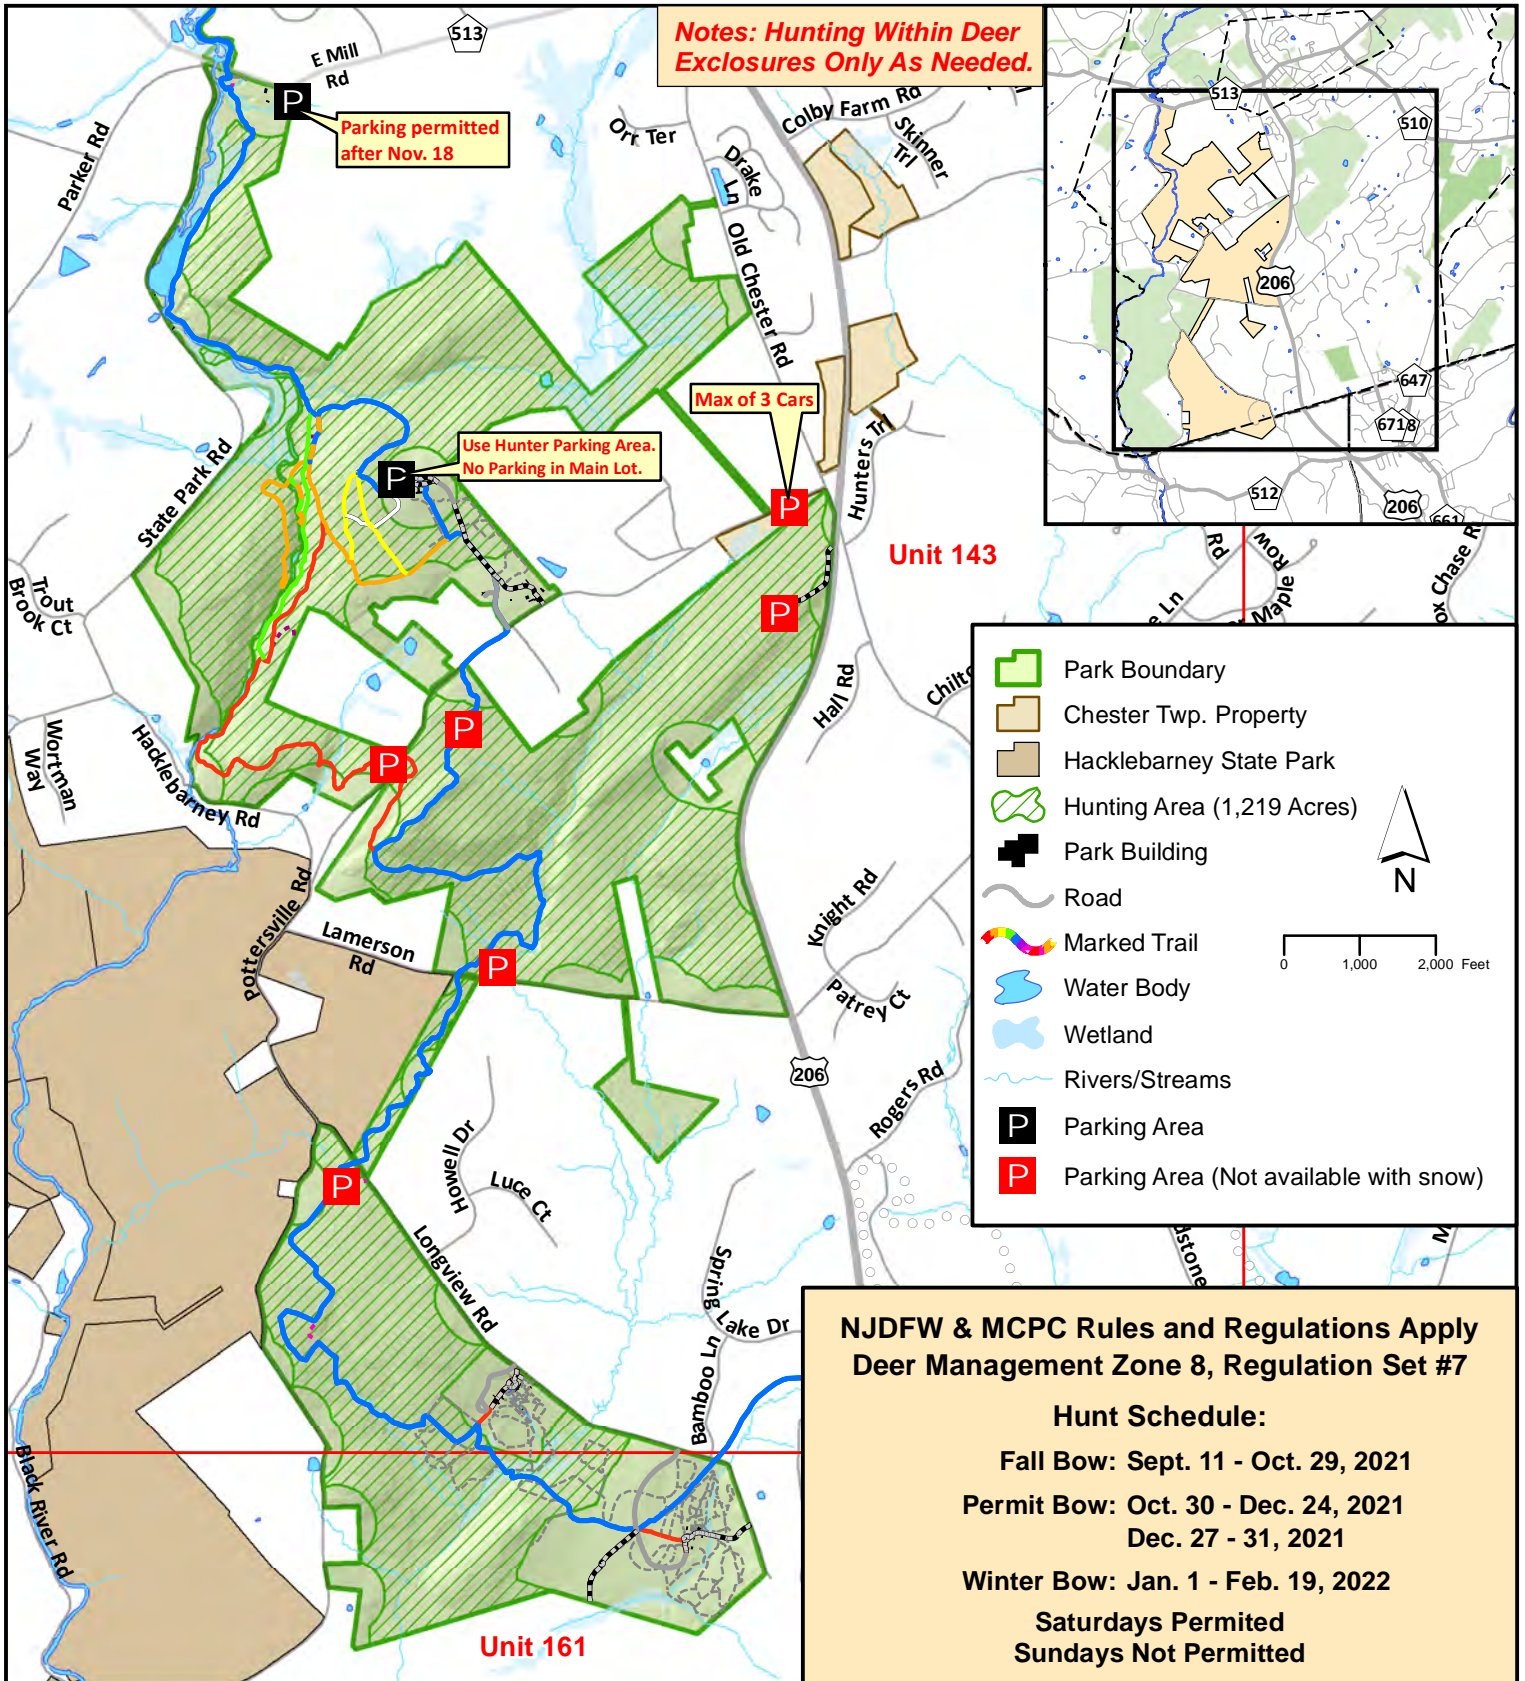 Notes: Hunting Within Deer
Exclosures Only As Needed.
513
E Mill
Rd
P
Parking permitted
after Nov. 18
Parker Rd
Orr Ter
Drake
Ln
Colby Farm Rd
Skinner
Trl
Old Chester Rd
513
510
206
647
512
206
Max of 3 Cars
P
Use Hunter Parking Area.
No Parking in Main Lot.
P
Hunters Trl
State Park Rd
Unit 143
Trout
Brook Ct
P
Hall Rd
Rd
Maple
Row
Wortman
Way
Hacklebarney Rd
P
P
Pottersville Rd
Lamerson
Rd
P
Knight Rd
Patrey Ct
206
Rogers Rd
Howell Dr
Luce Ct
P
Longview Rd
Spring
Lake Dr
Bamboo Ln
Black River Rd
Unit 161
Park Boundary
Chester Twp. Property
Hacklebarney State Park
Hunting Area (1,219 Acres)
Park Building
Road
Marked Trail
Water Body
Wetland
Rivers/Streams
P Parking Area
P Parking Area (Not available with snow)
N
0 1,000 2,000 Feet
NJDFW & MCPC Rules and Regulations Apply
Deer Management Zone 8, Regulation Set #7
Hunt Schedule:
Fall Bow: Sept. 11 - Oct. 29, 2021
Permit Bow: Oct. 30 - Dec. 24, 2021
Dec. 27 - 31, 2021
Winter Bow: Jan. 1 - Feb. 19, 2022
Saturdays Permited
Sundays Not Permitted